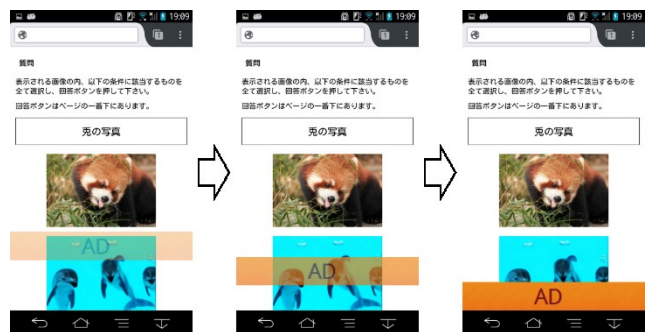 19:09
質問
表示される画像の内、以下の条件に該当するものを
全て選択し、回答ボタンを押して下さい。
回答ボタンはページの一番下にあります。
兎の写真
AD
19:09
質問
表示される画像の内、以下の条件に該当するものを
全て選択し、回答ボタンを押して下さい。
回答ボタンはページの一番下にあります。
兎の写真
AD
19:09
質問
表示される画像の内、以下の条件に該当するものを
全て選択し、回答ボタンを押して下さい。
回答ボタンはページの一番下にあります。
兎の写真
AD